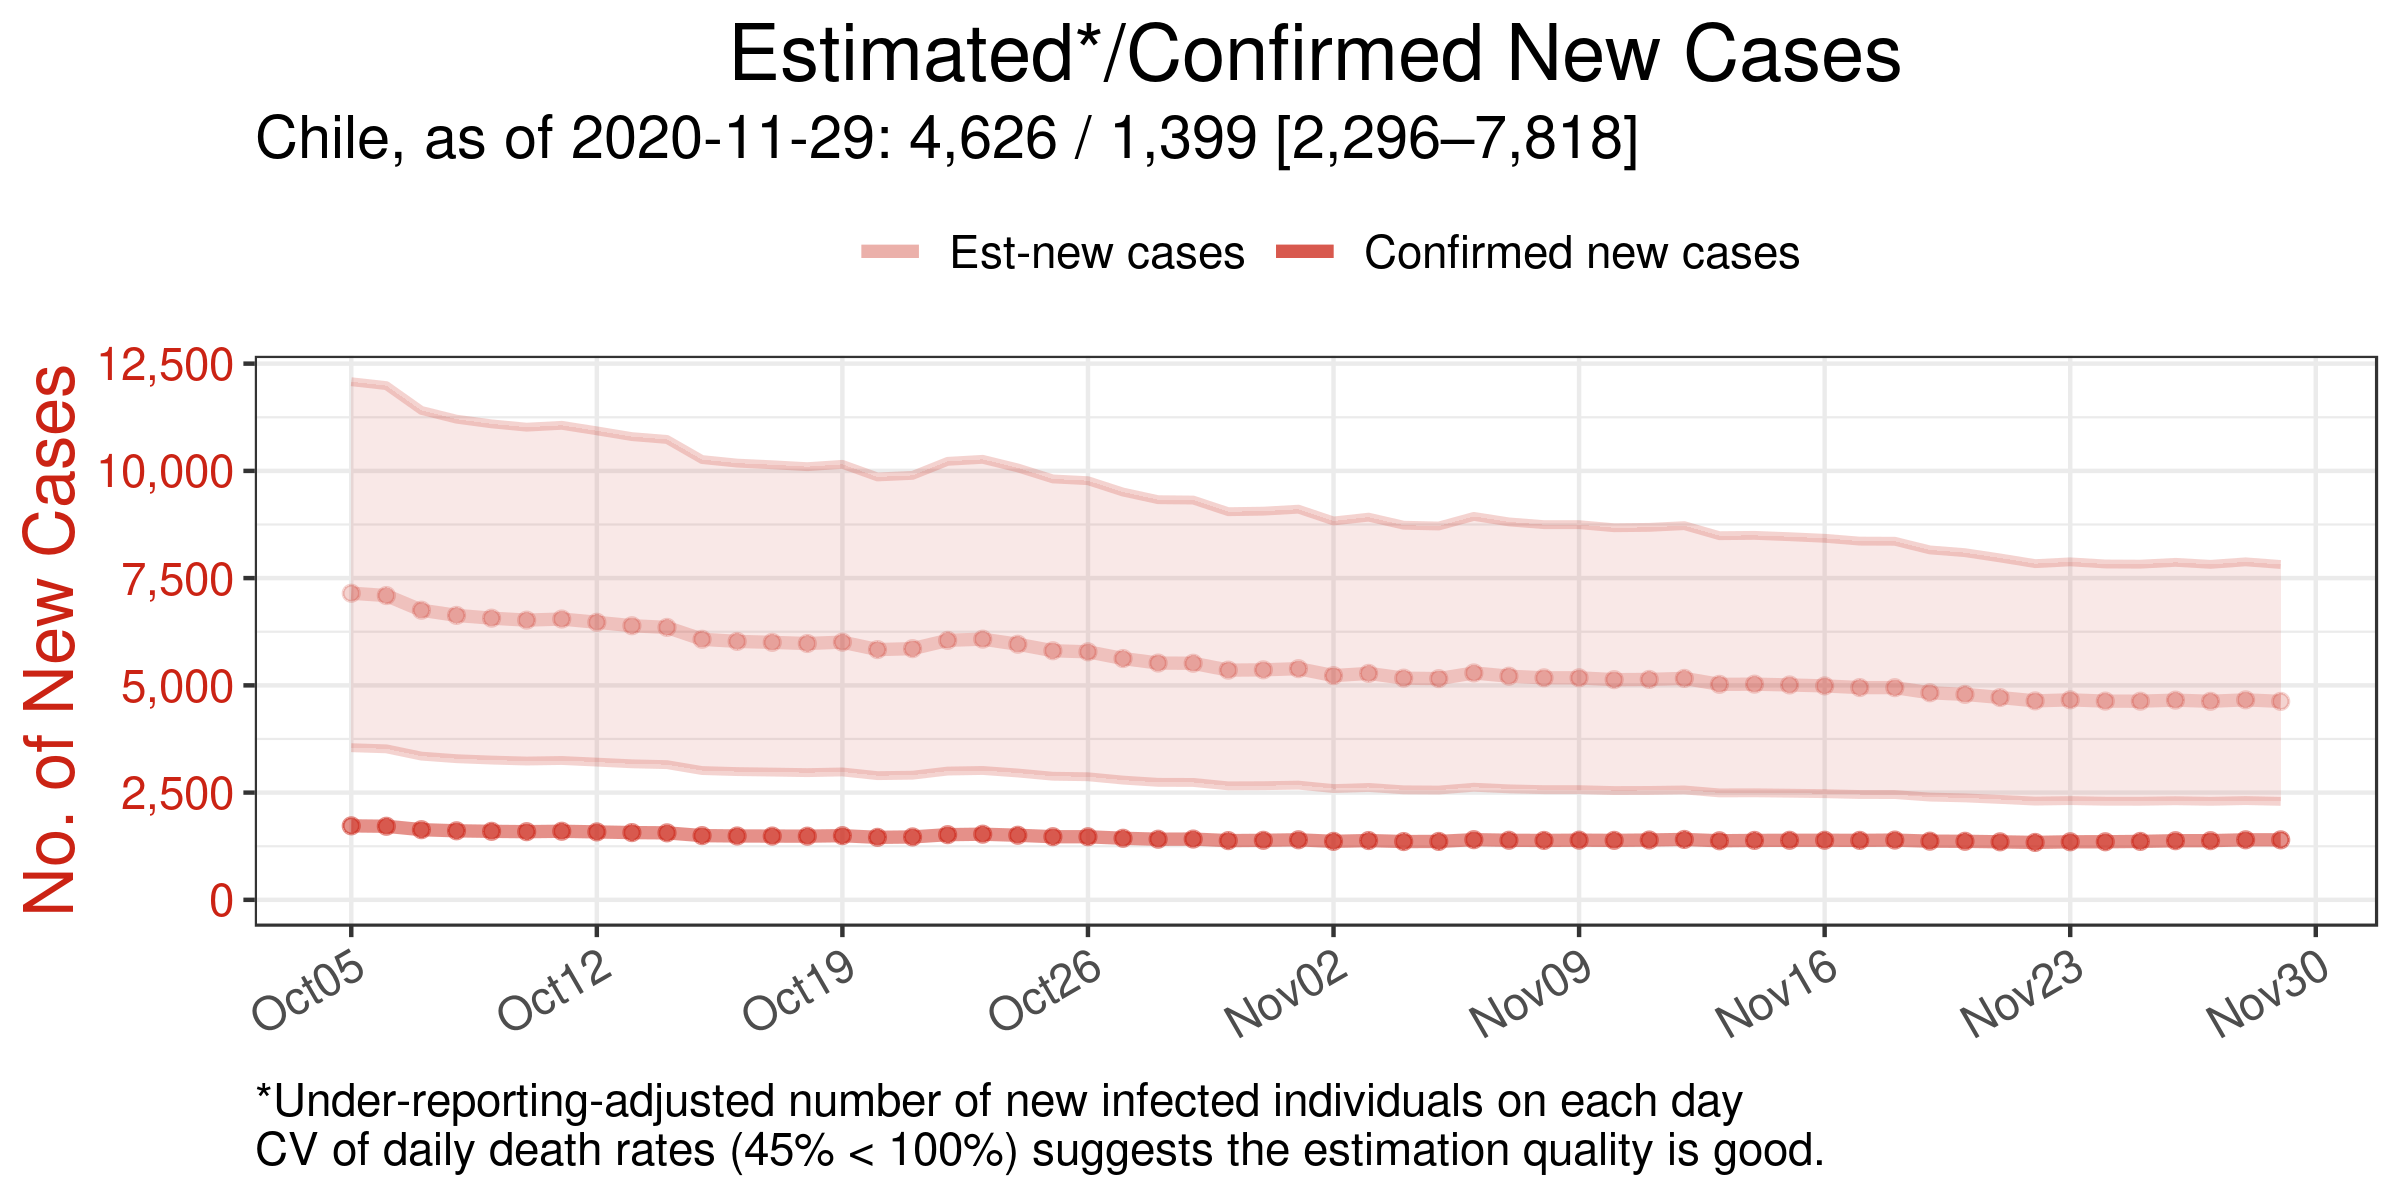 Estimated*/Confirmed New Cases
Chile, as of 2020-11-29: 4,626 / 1,399 [2,296–7,818]
Est-new cases
Confirmed new cases
No. of New Cases
12,500
10,000
7,500
5,000
2,500
0
Oct05
Oct12
Oct19
Oct26
Nov02
Nov09
Nov16
Nov23
Nov30
*Under-reporting-adjusted number of new infected individuals on each day
CV of daily death rates (45% < 100%) suggests the estimation quality is good.